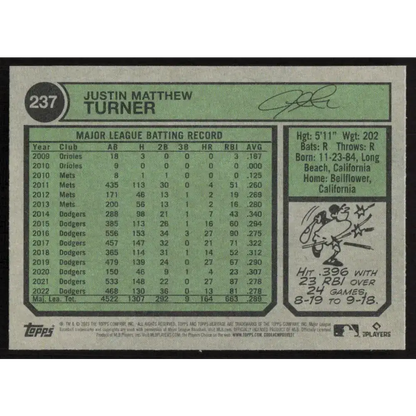 237
JUSTIN MATTHEW
TURNER
MAJOR LEAGUE BATTING RECORD
Year Club AB H 2B 3B HR RBI AVG
2009 Orioles 18 3 0 0 0 3 .167
2010 Orioles 9 0 0 0 0 0 .000
2010 Mets 8 1 0 0 0 0 .125
2011 Mets 435 113 30 0 4 51 .260
2012 Mets 171 46 13 1 2 19 .269
2013 Mets 200 56 13 1 2 16 .280
2014 Dodgers 288 98 21 1 7 43 .340
2015 Dodgers 385 113 26 1 16 60 .294
2016 Dodgers 556 153 34 3 27 90 .275
2017 Dodgers 457 147 32 0 21 71 .322
2018 Dodgers 365 114 31 1 14 52 .312
2019 Dodgers 479 139 24 0 27 67 .290
2020 Dodgers 150 46 9 1 4 23 .307
2021 Dodgers 533 148 22 0 27 87 .278
2022 Dodgers 468 130 36 0 13 81 .278
Maj. Lea. Tot. 4522 1307 292 9 164 663 .289
Hgt: 5'11" Wgt: 202
Bats: R Throws: R
Born: 11-23-84, Long
Beach, California
Home: Bellflower,
California
HIT .396 WITH
23 RBI OVER
24 GAMES,
8-19 TO 9-18.
Topps
MLB
PLAYERS